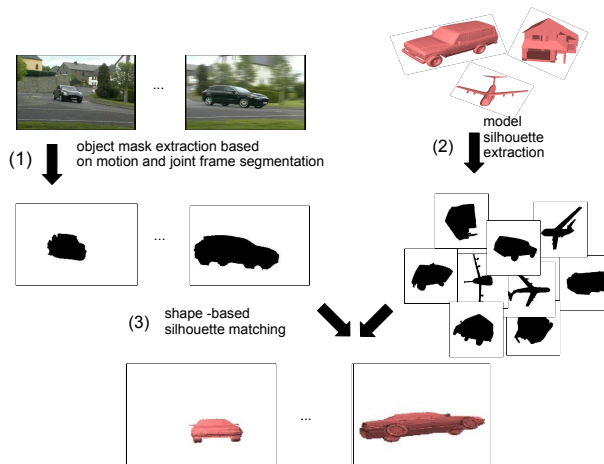 ...
(1)
object mask extraction based
on motion and joint frame segmentation
(2)
model
silhouette
extraction
...
(3)
shape -based
silhouette matching
...